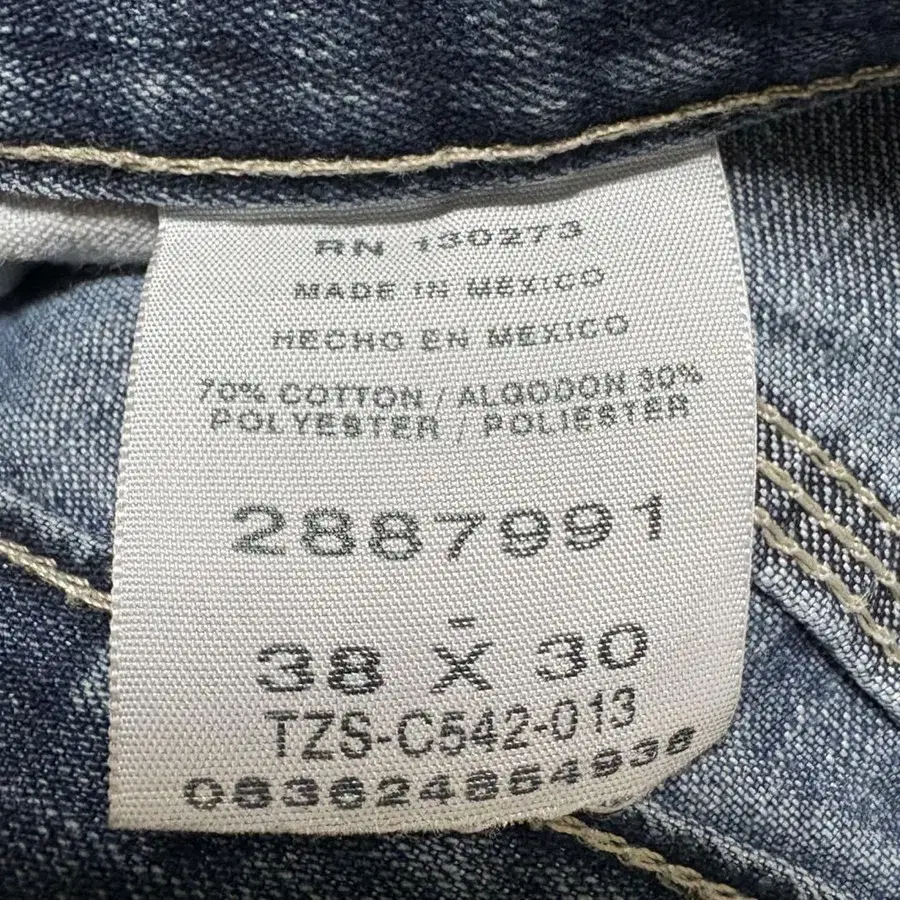 RN 130273
MADE IN MEXICO
HECHO EN MEXICO
70% COTTON / ALGODON 30%
POLYESTER / POLIESTER
2887991
38 X 30
TZS-C542-013
083624864938